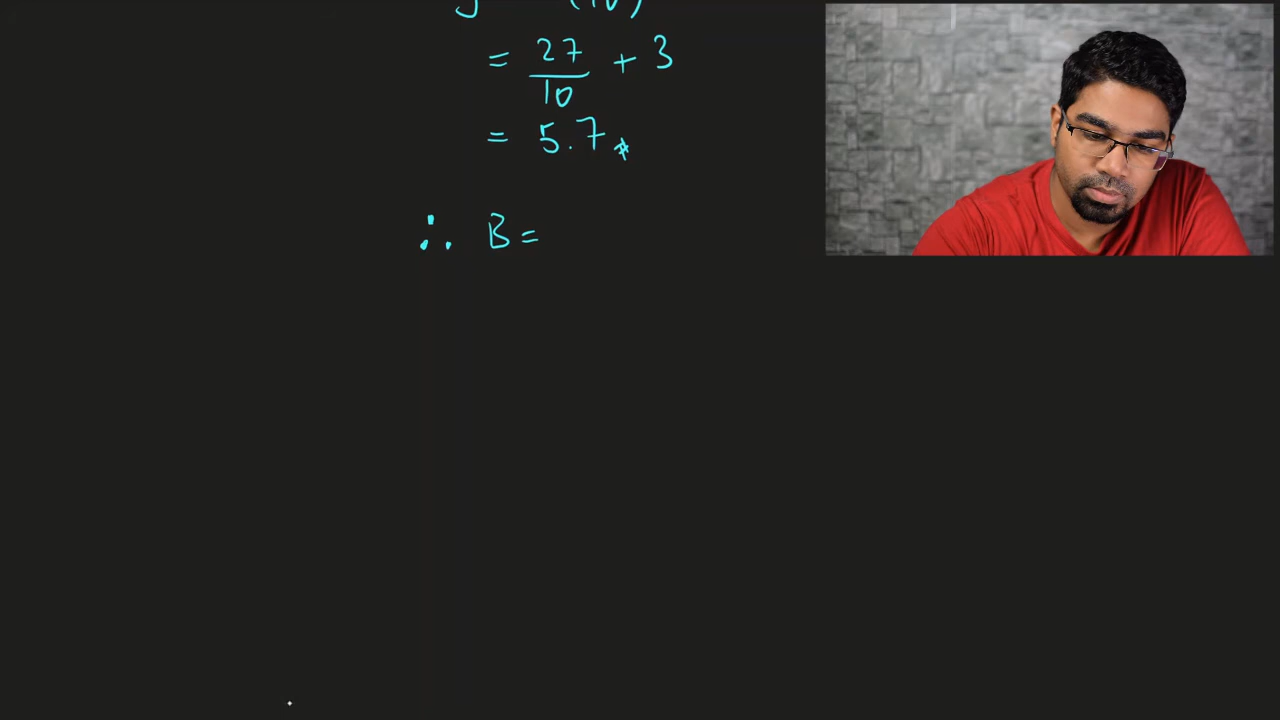 = 27/10 + 3
= 5.7
∴ B =